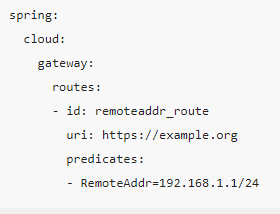 spring:
  cloud:
    gateway:
      routes:
      - id: remoteaddr_route
        uri: https://example.org
        predicates:
        - RemoteAddr=192.168.1.1/24